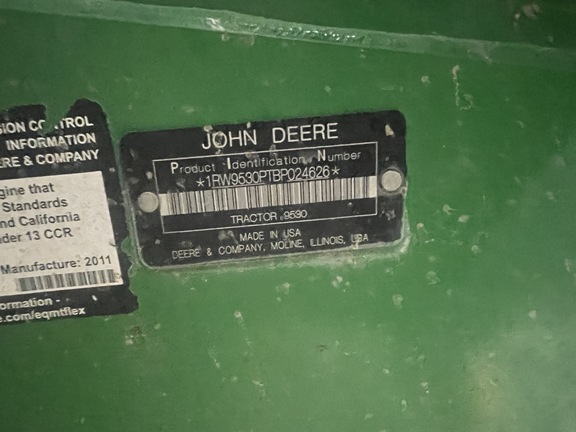 SION CONTROL
INFORMATION
ERE & COMPANY
gine that
Standards
nd California
der 13 CCR
Manufacture: 2011
ormation -
e.com/eqmtflex
JOHN DEERE
Product Identification Number
*1RW9530PTBP024626*
TRACTOR 9530
MADE IN USA
DEERE & COMPANY, MOLINE, ILLINOIS, USA